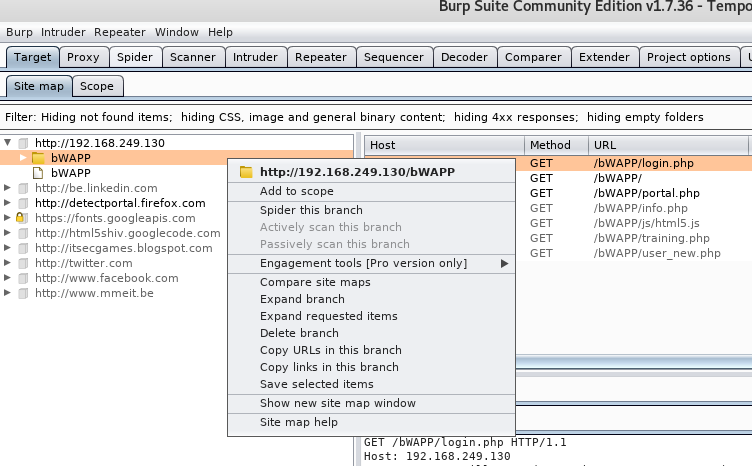 Burp Suite Community Edition v1.7.36 - Tempo
Burp Intruder Repeater Window Help
Target Proxy Spider Scanner Intruder Repeater Sequencer Decoder Comparer Extender Project options
Site map Scope
Filter: Hiding not found items; hiding CSS, image and general binary content; hiding 4xx responses; hiding empty folders
http://192.168.249.130
bWAPP
bWAPP
http://be.linkedin.com
http://detectportal.firefox.com
https://fonts.googleapis.com
http://html5shiv.googlecode.com
http://itsecgames.blogspot.com
http://twitter.com
http://www.facebook.com
http://www.mmeit.be
http://192.168.249.130/bWAPP
Add to scope
Spider this branch
Actively scan this branch
Passively scan this branch
Engagement tools [Pro version only]
Compare site maps
Expand branch
Expand requested items
Delete branch
Copy URLs in this branch
Copy links in this branch
Save selected items
Show new site map window
Site map help
Host Method URL
GET /bWAPP/login.php
GET /bWAPP/
GET /bWAPP/portal.php
GET /bWAPP/info.php
GET /bWAPP/js/html5.js
GET /bWAPP/training.php
GET /bWAPP/user_new.php
GET /bWAPP/login.php HTTP/1.1
Host: 192.168.249.130